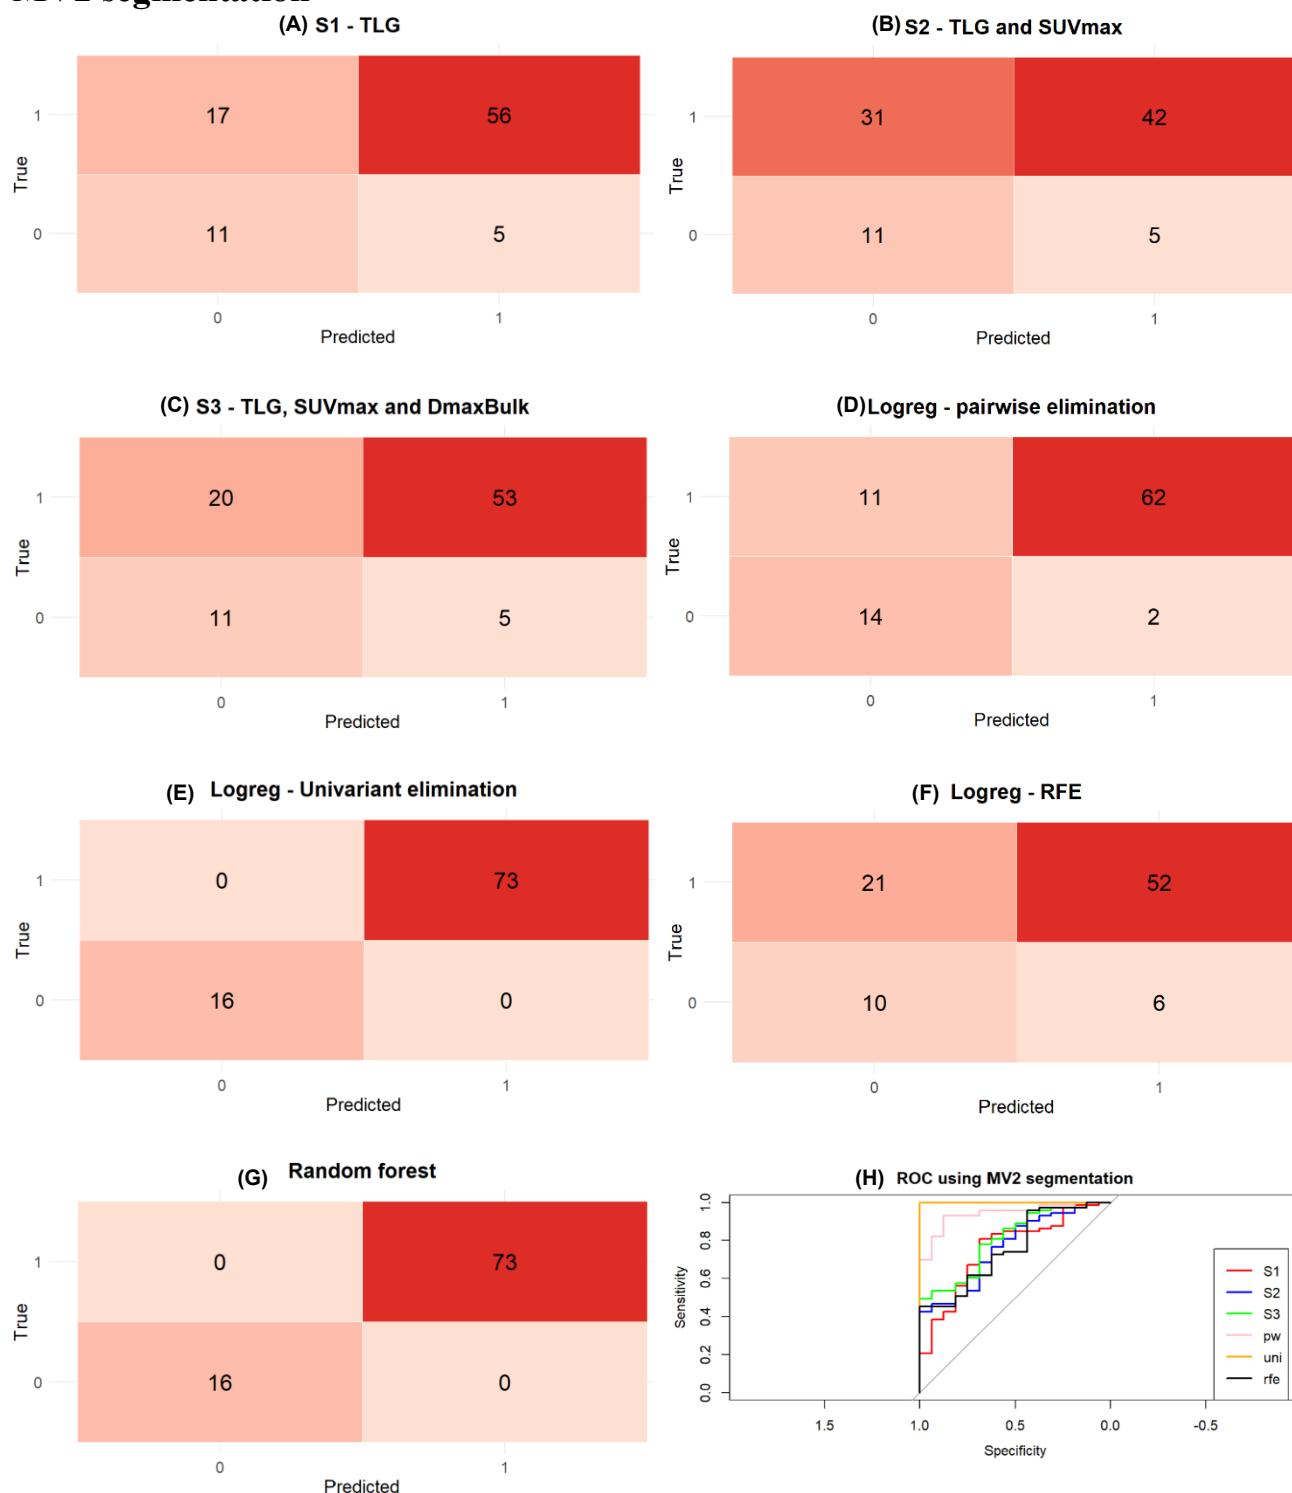 MV2 segmentation
(A) S1 - TLG
1
17
56
True
0
11
5
0
1
Predicted
(B) S2 - TLG and SUVmax
1
31
42
True
0
11
5
0
1
Predicted
(C) S3 - TLG, SUVmax and DmaxBulk
1
20
53
True
0
11
5
0
1
Predicted
(D) Logreg - pairwise elimination
1
11
62
True
0
14
2
0
1
Predicted
(E) Logreg - Univariant elimination
1
0
73
True
0
16
0
0
1
Predicted
(F) Logreg - RFE
1
21
52
True
0
10
6
0
1
Predicted
(G) Random forest
1
0
73
True
0
16
0
0
1
Predicted
(H) ROC using MV2 segmentation
1.0
0.8
0.6
0.4
0.2
0.0
Sensitivity
S1
S2
S3
pw
uni
rfe
1.5
1.0
0.5
0.0
-0.5
Specificity